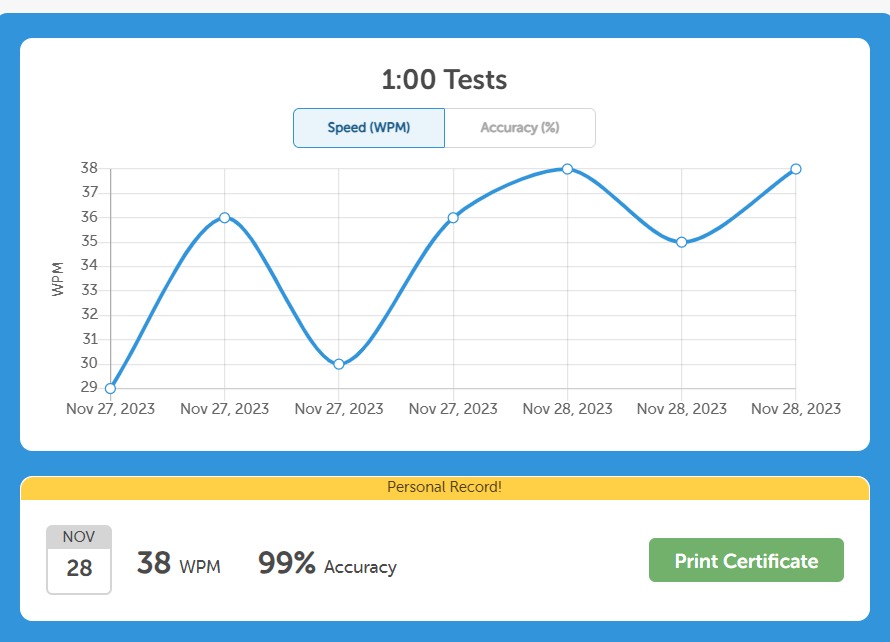 1:00 Tests
Speed (WPM) Accuracy (%)
38
37
36
35
34
33
32
31
30
29
WPM
Nov 27, 2023 Nov 27, 2023 Nov 27, 2023 Nov 27, 2023 Nov 28, 2023 Nov 28, 2023 Nov 28, 2023
Personal Record!
NOV
28
38 WPM 99% Accuracy
Print Certificate